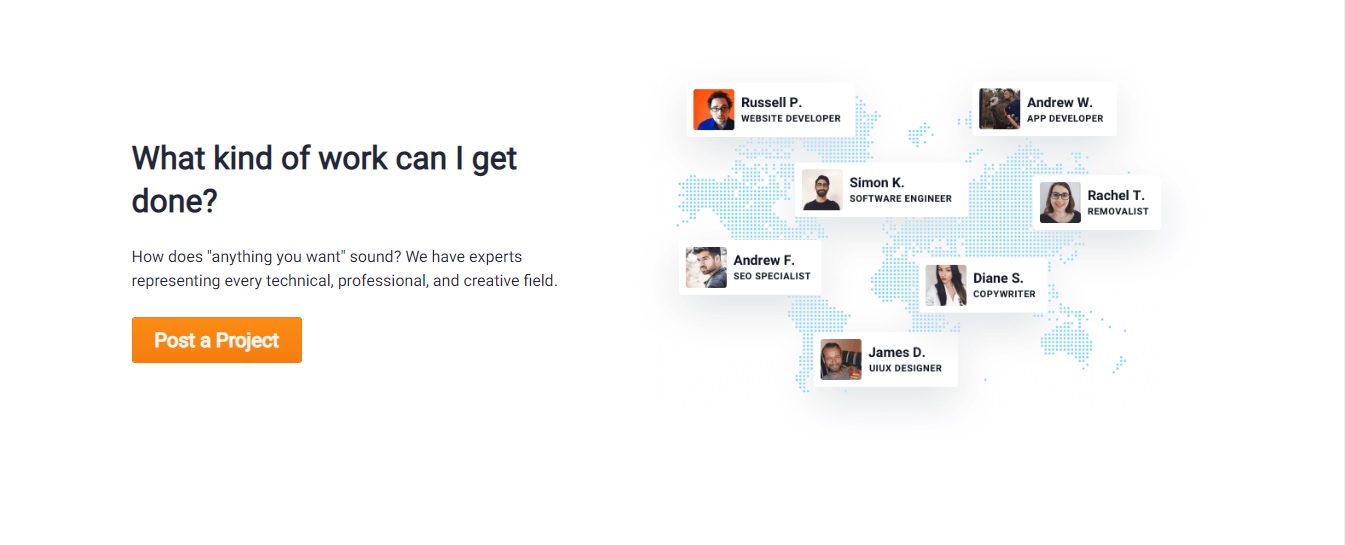 What kind of work can I get
done?
How does "anything you want" sound? We have experts
representing every technical, professional, and creative field.
Post a Project
Russell P.
WEBSITE DEVELOPER
Andrew W.
APP DEVELOPER
Simon K.
SOFTWARE ENGINEER
Rachel T.
REMOVALIST
Andrew F.
SEO SPECIALIST
Diane S.
COPYWRITER
James D.
UIUX DESIGNER